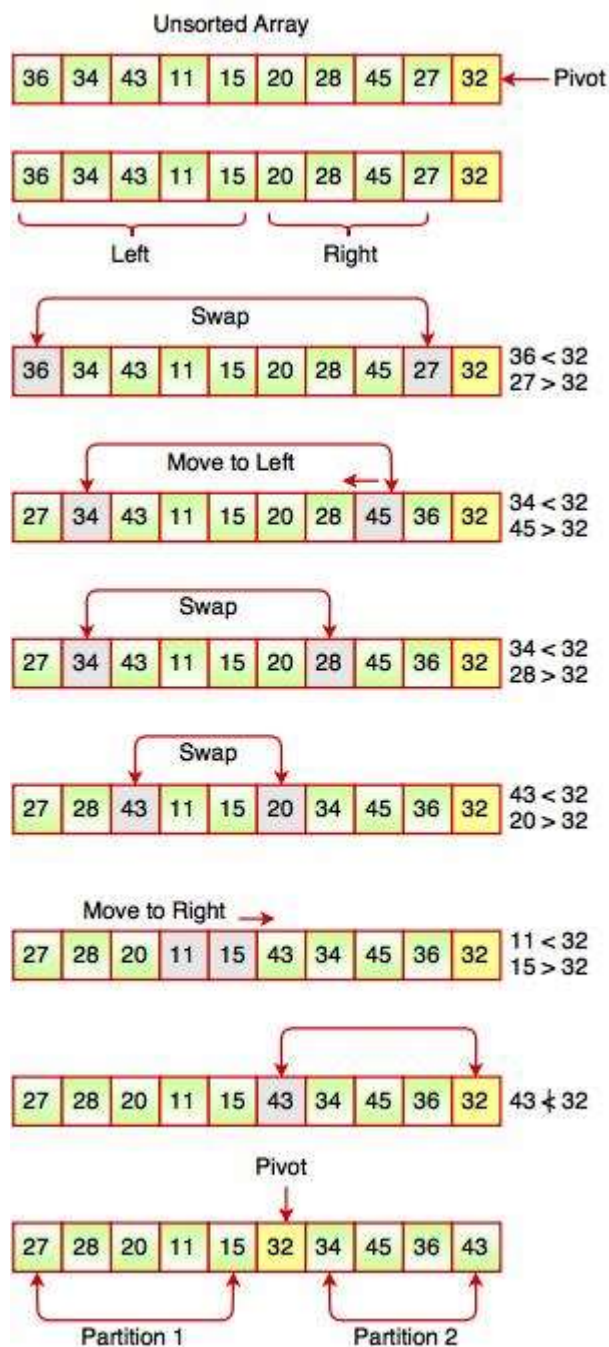 Unsorted Array
36 34 43 11 15 20 28 45 27 32 Pivot
36 34 43 11 15 20 28 45 27 32
Left Right
Swap
36 34 43 11 15 20 28 45 27 32
36 < 32
27 > 32
Move to Left
27 34 43 11 15 20 28 45 36 32
34 < 32
45 > 32
Swap
27 34 43 11 15 20 28 45 36 32
34 < 32
28 > 32
Swap
27 28 43 11 15 20 34 45 36 32
43 < 32
20 > 32
Move to Right
27 28 20 11 15 43 34 45 36 32
11 < 32
15 > 32
27 28 20 11 15 43 34 45 36 32 43 ≮ 32
Pivot
27 28 20 11 15 32 34 45 36 43
Partition 1 Partition 2